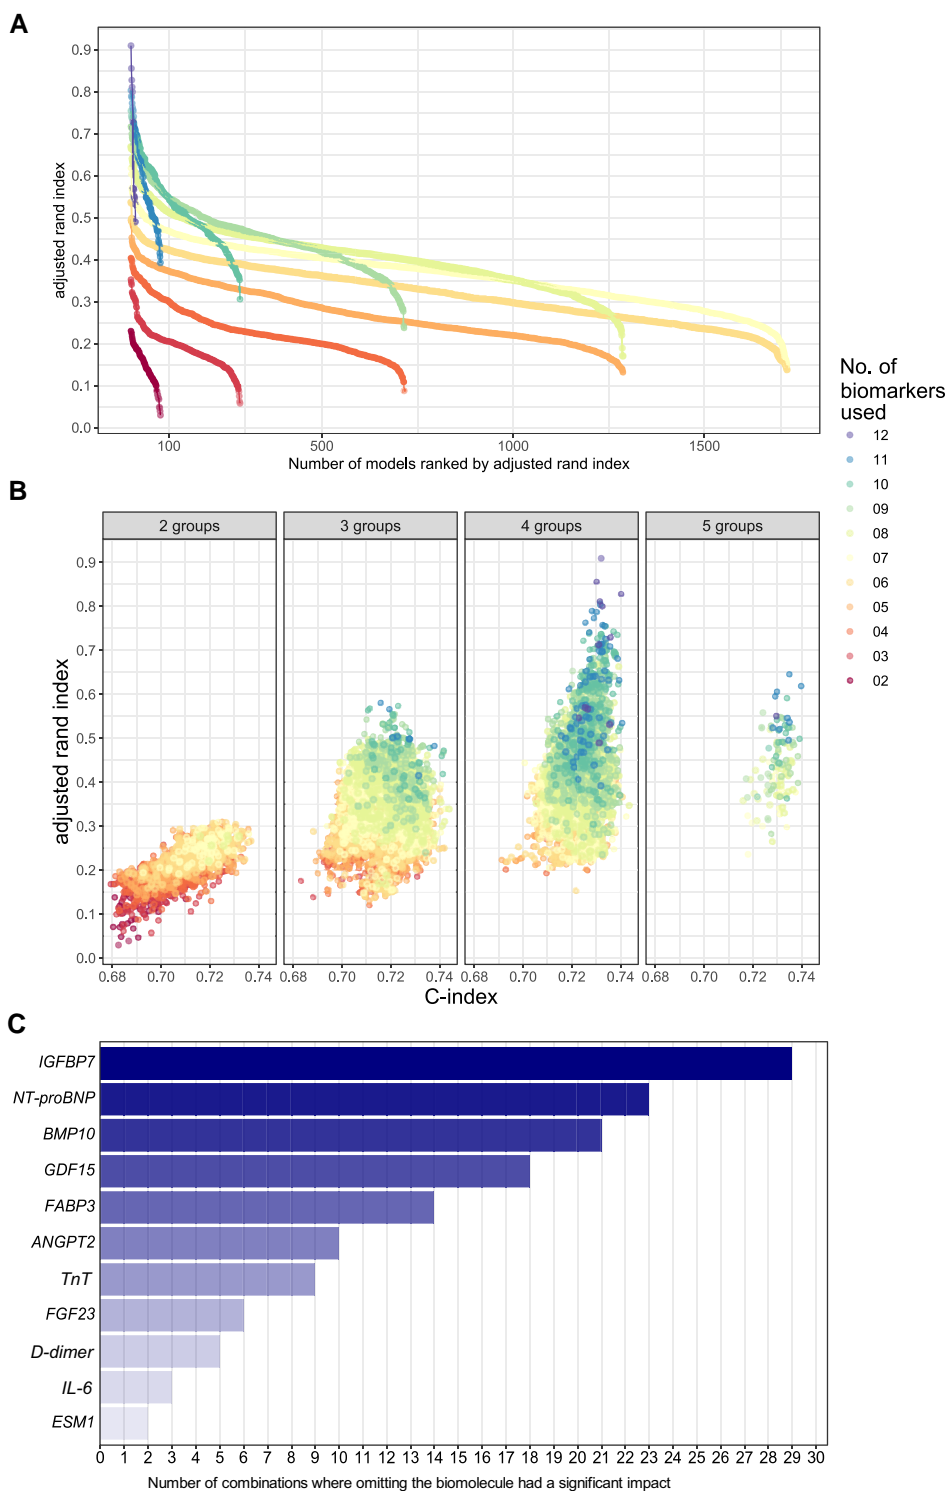 A
adjusted rand index
0.9
0.8
0.7
0.6
0.5
0.4
0.3
0.2
0.1
0.0
100 500 1000 1500
Number of models ranked by adjusted rand index
No. of
biomarkers
used
12
11
10
09
08
07
06
05
04
03
02
B
2 groups 3 groups 4 groups 5 groups
adjusted rand index
0.9
0.8
0.7
0.6
0.5
0.4
0.3
0.2
0.1
0.0
0.68 0.70 0.72 0.74 0.68 0.70 0.72 0.74 0.68 0.70 0.72 0.74 0.68 0.70 0.72 0.74
C-index
C
IGFBP7
NT-proBNP
BMP10
GDF15
FABP3
ANGPT2
TnT
FGF23
D-dimer
IL-6
ESM1
0 1 2 3 4 5 6 7 8 9 10 11 12 13 14 15 16 17 18 19 20 21 22 23 24 25 26 27 28 29 30
Number of combinations where omitting the biomolecule had a significant impact